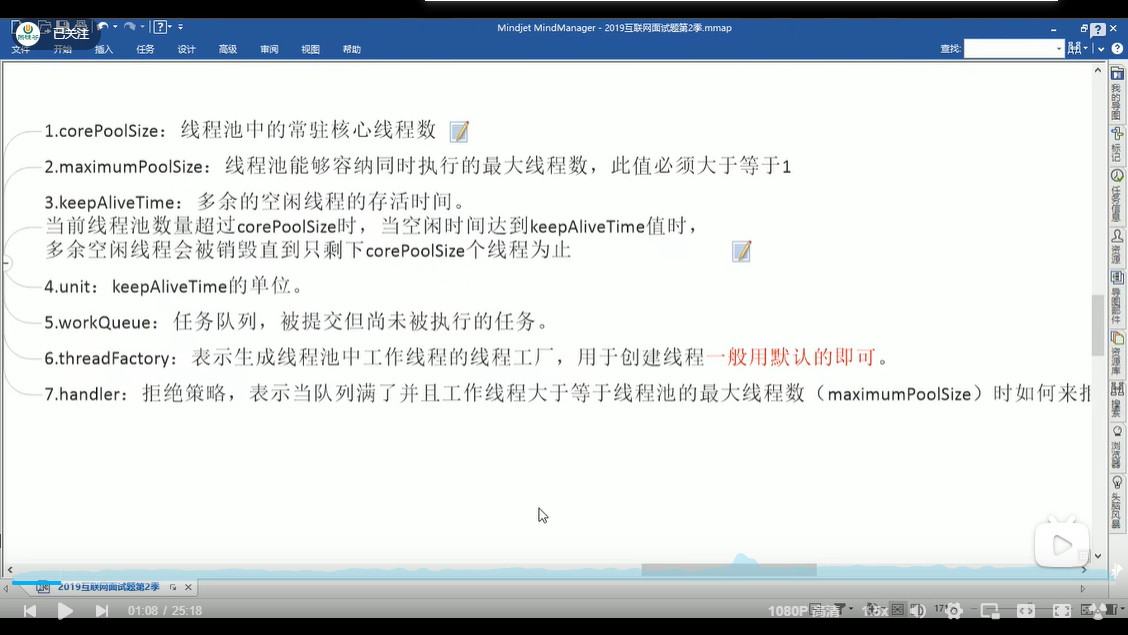 Mindjet MindManager - 2019互联网面试题第2季.mmap
已关注
文件 开始 插入 任务 设计 高级 审阅 视图 帮助
查找:
1.corePoolSize：线程池中的常驻核心线程数
2.maximumPoolSize：线程池能够容纳同时执行的最大线程数，此值必须大于等于1
3.keepAliveTime：多余的空闲线程的存活时间。
当前线程池数量超过corePoolSize时，当空闲时间达到keepAliveTime值时，
多余空闲线程会被销毁直到只剩下corePoolSize个线程为止
4.unit：keepAliveTime的单位。
5.workQueue：任务队列，被提交但尚未被执行的任务。
6.threadFactory：表示生成线程池中工作线程的线程工厂，用于创建线程一般用默认的即可。
7.handler：拒绝策略，表示当队列满了并且工作线程大于等于线程池的最大线程数（maximumPoolSize）时如何来拒
我的导图
标记
任务信息
资源
导图部件
资源库
搜索
浏览器
头脑风暴
2019互联网面试题第2季
01:08 / 25:18
1080P 高清
1.5x